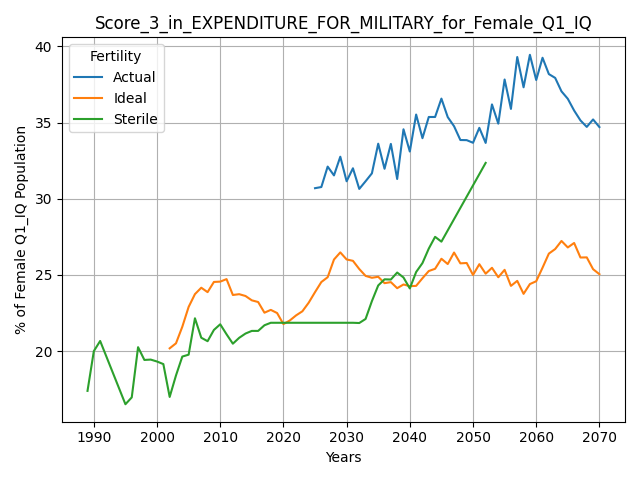 Score_3_in_EXPENDITURE_FOR_MILITARY_for_Female_Q1_IQ
Fertility
Actual
Ideal
Sterile
% of Female Q1_IQ Population
40
35
30
25
20
1990 2000 2010 2020 2030 2040 2050 2060 2070
Years